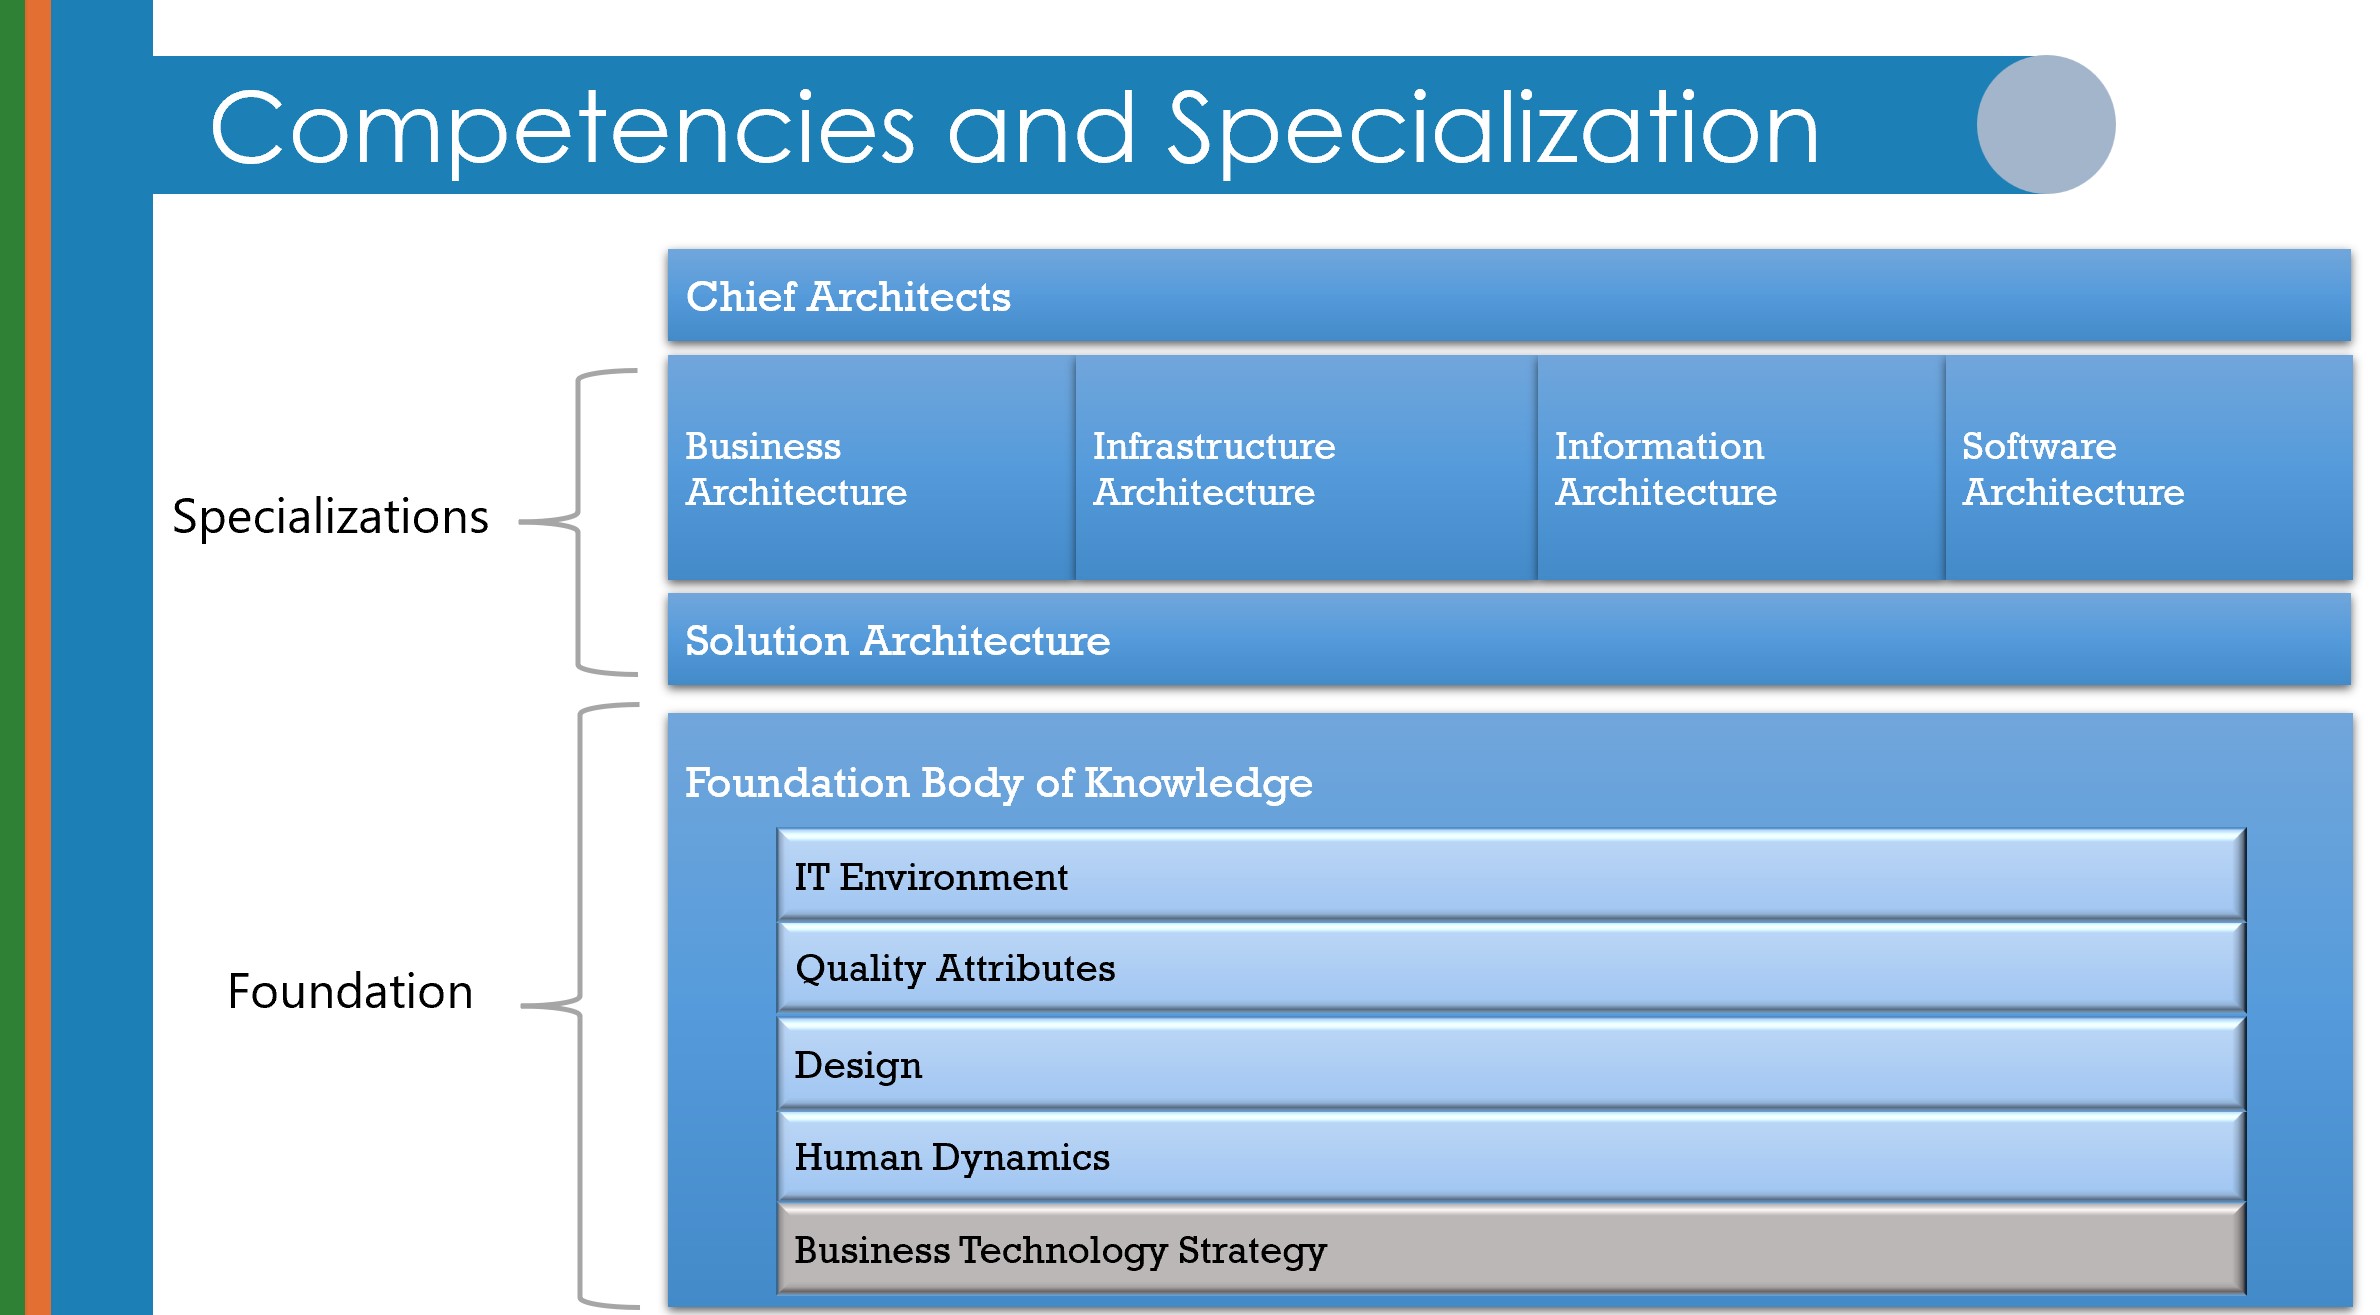 Competencies and Specialization
Chief Architects
Specializations
Business
Architecture
Infrastructure
Architecture
Information
Architecture
Software
Architecture
Solution Architecture
Foundation
Foundation Body of Knowledge
IT Environment
Quality Attributes
Design
Human Dynamics
Business Technology Strategy